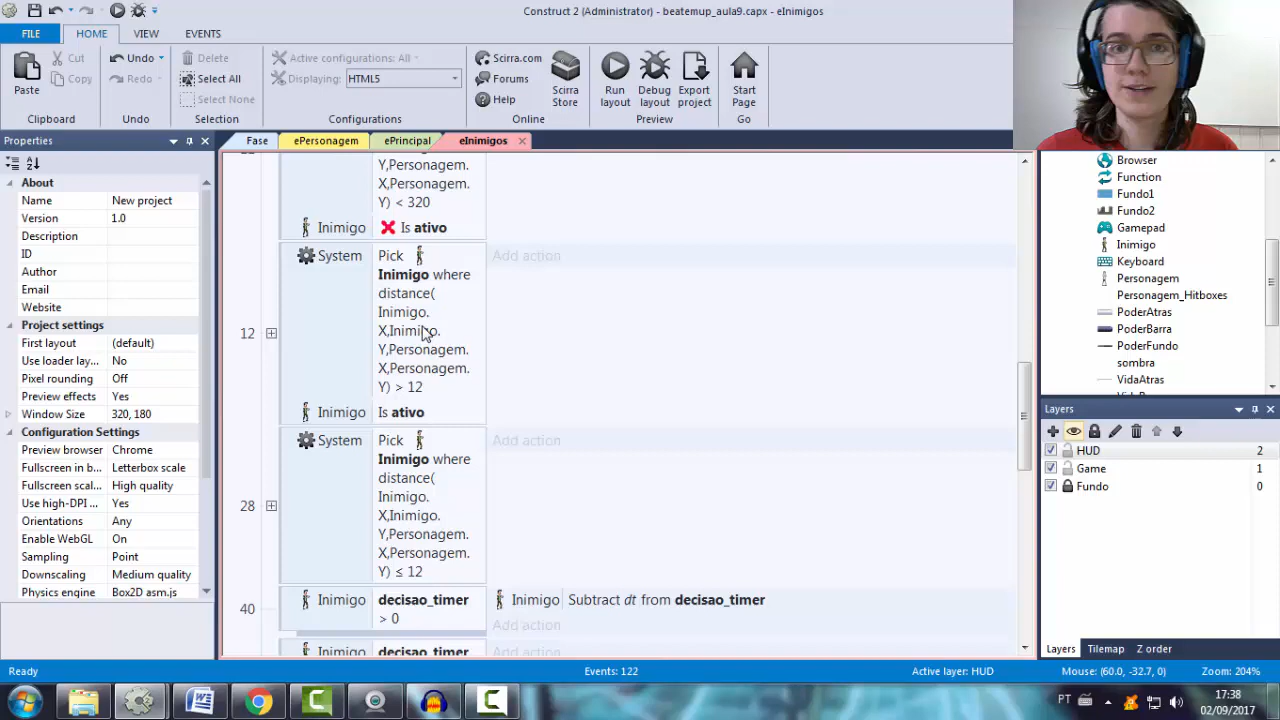 Construct 2 (Administrator) - beatemup_aula9.capx - eInimigos
FILE HOME VIEW EVENTS
Paste
Cut
Copy
Clipboard
Undo
Redo
Undo
Delete
Select All
Select None
Selection
Active configurations: All
Displaying: HTML5
Configurations
Scirra.com
Forums
Help
Scirra Store
Online
Run layout
Debug layout
Export project
Preview
Start Page
Go
Properties
About
Name New project
Version 1.0
Description
ID
Author
Email
Website
Project settings
First layout (default)
Use loader lay... No
Pixel rounding Off
Preview effects Yes
Window Size 320, 180
Configuration Settings
Preview browser Chrome
Fullscreen in b... Letterbox scale
Fullscreen scal... High quality
Use high-DPI ... Yes
Orientations Any
Enable WebGL On
Sampling Point
Downscaling Medium quality
Physics engine Box2D asm.js
Fase ePersonagem ePrincipal eInimigos
Y,Personagem.
X,Personagem.
Y) < 320
Inimigo Is ativo
12
System Pick
Inimigo where
distance(
Inimigo.
X,Inimigo.
Y,Personagem.
X,Personagem.
Y) > 12
Add action
Inimigo Is ativo
28
System Pick
Inimigo where
distance(
Inimigo.
X,Inimigo.
Y,Personagem.
X,Personagem.
Y) ≤ 12
Add action
40
Inimigo decisao_timer
> 0
Inimigo Subtract dt from decisao_timer
Add action
Inimigo decisao_timer
Add action
Browser
Function
Fundo1
Fundo2
Gamepad
Inimigo
Keyboard
Personagem
Personagem_Hitboxes
PoderAtras
PoderBarra
PoderFundo
sombra
VidaAtras
Layers
HUD 2
Game 1
Fundo 0
Layers Tilemap Z order
Ready
Events: 122
Active layer: HUD
Mouse: (60.0, -32.7, 0)
Zoom: 204%
PT
17:38
02/09/2017